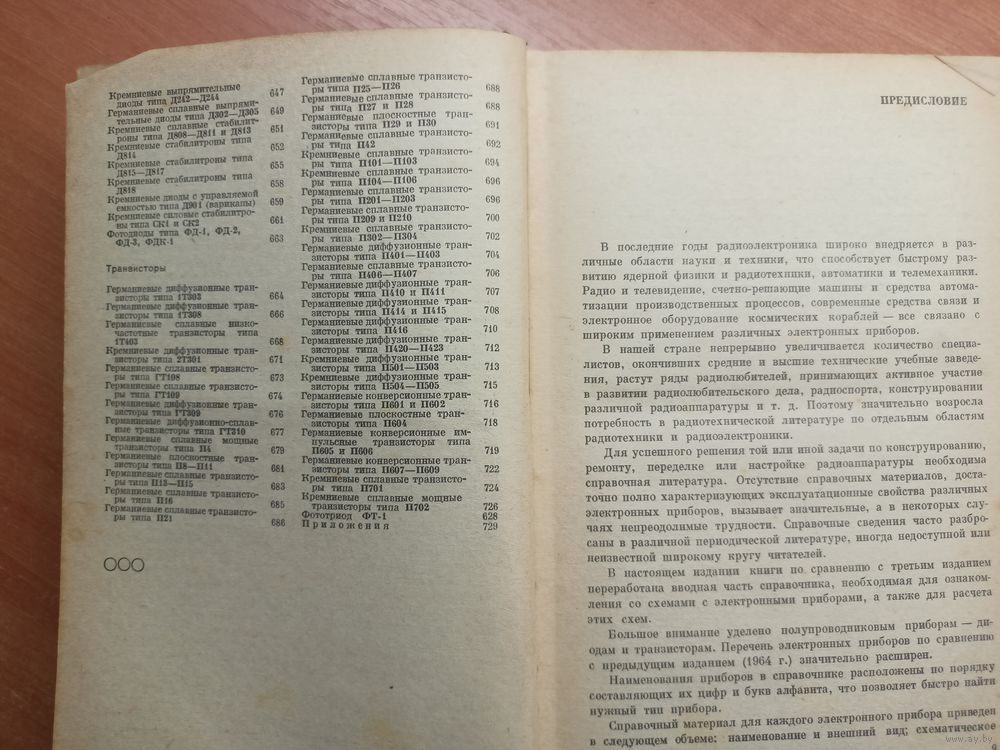 Кремниевые выпрямительные
диоды типа Д242—Д244 647
Германиевые сплавные выпрями-
тельные диоды типа Д302—Д305 649
Кремниевые сплавные стабилит-
роны типа Д808—Д811 и Д813 651
Кремниевые стабилитроны типа
Д814 652
Кремниевые стабилитроны типа
Д815—Д817 655
Кремниевые стабилитроны типа
Д818 658
Кремниевые диоды с управляемой
емкостью типа Д901 (варикапы) 659
Кремниевые силовые стабилитро-
ны типа СК1 и СК2 661
Фотодиоды типа ФД-1, ФД-2,
ФД-3, ФДК-1 663
Транзисторы
Германиевые диффузионные тран-
зисторы типа 1Т303 664
Германиевые диффузионные тран-
зисторы типа 1Т308 666
Германиевые сплавные низко-
частотные транзисторы типа
1Т403 668
Кремниевые диффузионные тран-
зисторы типа 2Т301 671
Германиевые сплавные транзисто-
ры типа ГТ108 673
Германиевые сплавные транзисто-
ры типа ГТ109 674
Германиевые диффузионные тран-
зисторы типа ГТ309 676
Германиевые диффузионно-сплав-
ные транзисторы типа ГТ310 677
Германиевые сплавные мощные
транзисторы типа П4 679
Германиевые плоскостные тран-
зисторы типа П8—П11 681
Германиевые сплавные транзисто-
ры типа П13—П15 683
Германиевые сплавные транзисто-
ры типа П16 685
Германиевые сплавные транзисто-
ры типа П21 686
Германиевые сплавные транзисто-
ры типа П25—П26 688
Германиевые сплавные транзисто-
ры типа П27 и П28 688
Германиевые плоскостные тран-
зисторы типа П29 и П30 691
Германиевые сплавные транзисто-
ры типа П42 692
Кремниевые сплавные транзисто-
ры типа П101—П103 694
Кремниевые сплавные транзисто-
ры типа П104—П106 696
Германиевые сплавные транзисто-
ры типа П201—П203 696
Германиевые сплавные транзисто-
ры типа П209 и П210 700
Кремниевые сплавные транзисто-
ры типа П302—П304 702
Германиевые диффузионные тран-
зисторы типа П401—П403 704
Германиевые сплавные транзисто-
ры типа П406—П407 706
Германиевые диффузионные тран-
зисторы типа П410 и П411 707
Германиевые диффузионные тран-
зисторы типа П414 и П415 708
Германиевые диффузионные тран-
зисторы типа П416 710
Германиевые диффузионные тран-
зисторы типа П420—П423 712
Кремниевые диффузионные тран-
зисторы типа П501—П503 713
Кремниевые диффузионные тран-
зисторы типа П504—П505 715
Германиевые конверсионные тран-
зисторы типа П601 и П602 716
Германиевые плоскостные тран-
зисторы типа П604 718
Германиевые конверсионные им-
пульсные транзисторы типа
П605 и П606 719
Германиевые конверсионные тран-
зисторы типа П607—П609 722
Кремниевые сплавные транзисто-
ры типа П701 724
Кремниевые сплавные мощные
транзисторы типа П702 726
Фототриод ФТ-1 628
Приложения 729
ПРЕДИСЛОВИЕ
В последние годы радиоэлектроника широко внедряется в раз-
личные области науки и техники, что способствует быстрому раз-
витию ядерной физики и радиотехники, автоматики и телемеханики.
Радио и телевидение, счетно-решающие машины и средства автома-
тизации производственных процессов, современные средства связи и
электронное оборудование космических кораблей — все связано с
широким применением различных электронных приборов.
В нашей стране непрерывно увеличивается количество специа-
листов, окончивших средние и высшие технические учебные заведе-
ния, растут ряды радиолюбителей, принимающих активное участие
в развитии радиолюбительского дела, радиоспорта, конструировании
различной радиоаппаратуры и т. д. Поэтому значительно возросла
потребность в радиотехнической литературе по отдельным областям
радиотехники и радиоэлектроники.
Для успешного решения той или иной задачи по конструированию,
ремонту, переделке или настройке радиоаппаратуры необходима
справочная литература. Отсутствие справочных материалов, доста-
точно полно характеризующих эксплуатационные свойства различных
электронных приборов, вызывает значительные, а в некоторых слу-
чаях непреодолимые трудности. Справочные сведения часто разбро-
саны в различной периодической литературе, иногда недоступной или
неизвестной широкому кругу читателей.
В настоящем издании книги по сравнению с третьим изданием
переработана вводная часть справочника, необходимая для ознаком-
ления со схемами с электронными приборами, а также для расчета
этих схем.
Большое внимание уделено полупроводниковым приборам — ди-
одам и транзисторам. Перечень электронных приборов по сравнению
с предыдущим изданием (1964 г.) значительно расширен.
Наименования приборов в справочнике расположены по порядку
составляющих их цифр и букв алфавита, что позволяет быстро найти
нужный тип прибора.
Справочный материал для каждого электронного прибора приведен
в следующем объеме: наименование и внешний вид; схематическое
www.ay.by